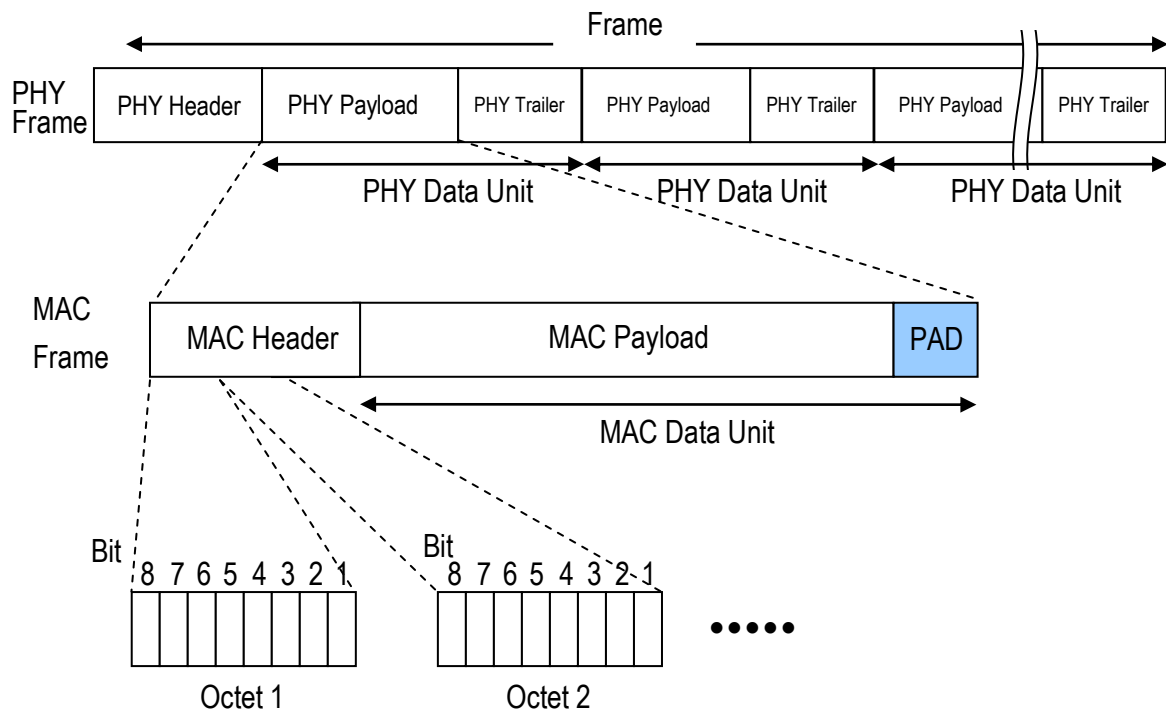 Frame
PHY
Frame
PHY Header
PHY Payload
PHY Trailer
PHY Payload
PHY Trailer
PHY Payload
PHY Trailer
PHY Data Unit
PHY Data Unit
PHY Data Unit
MAC
Frame
MAC Header
MAC Payload
PAD
MAC Data Unit
Bit
8 7 6 5 4 3 2 1
Octet 1
Bit
8 7 6 5 4 3 2 1
Octet 2